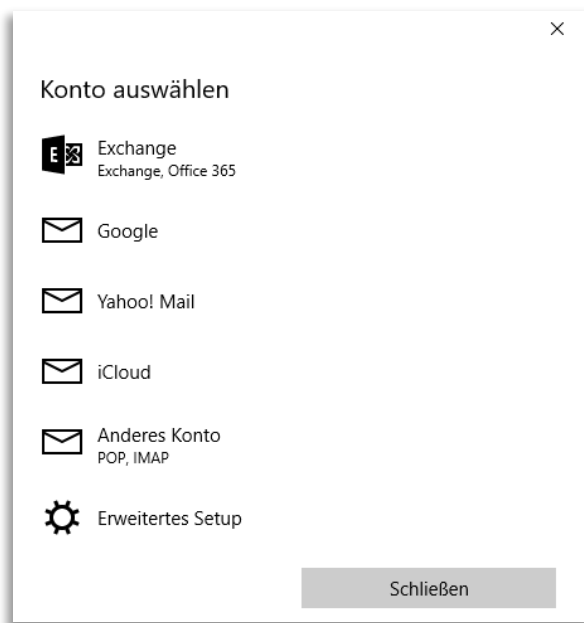 Konto auswählen
Exchange
Exchange, Office 365
Google
Yahoo! Mail
iCloud
Anderes Konto
POP, IMAP
Erweitertes Setup
Schließen